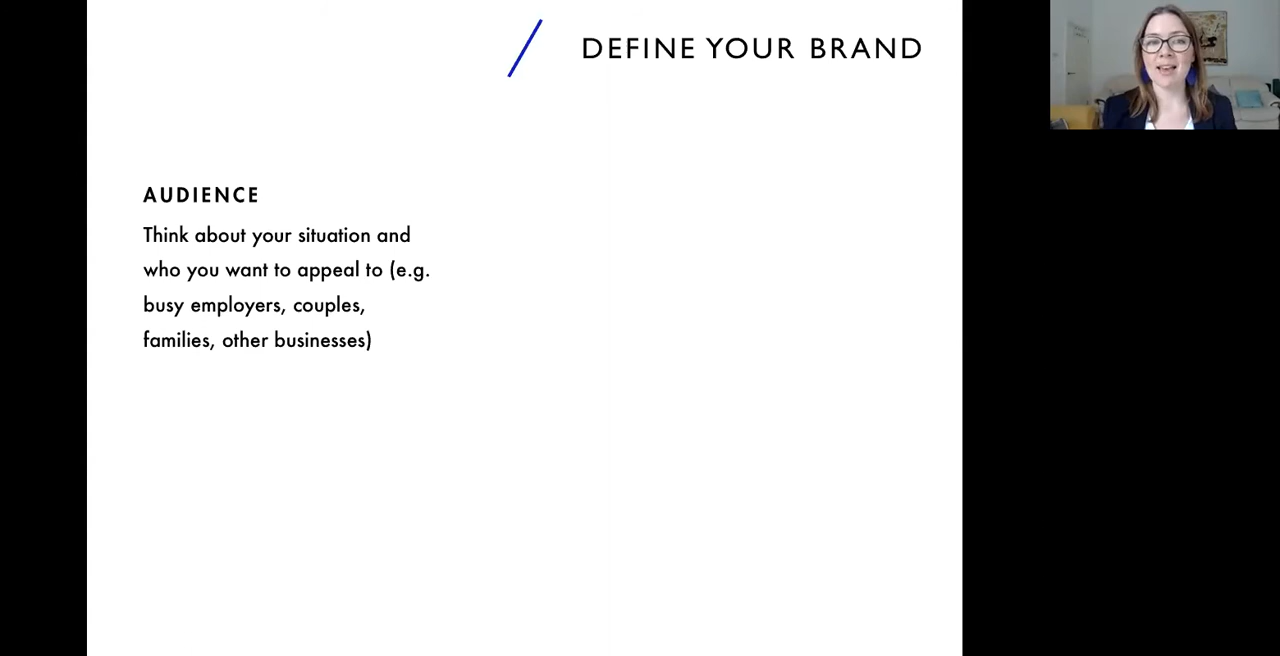 DEFINE YOUR BRAND
AUDIENCE
Think about your situation and
who you want to appeal to (e.g.
busy employers, couples,
families, other businesses)